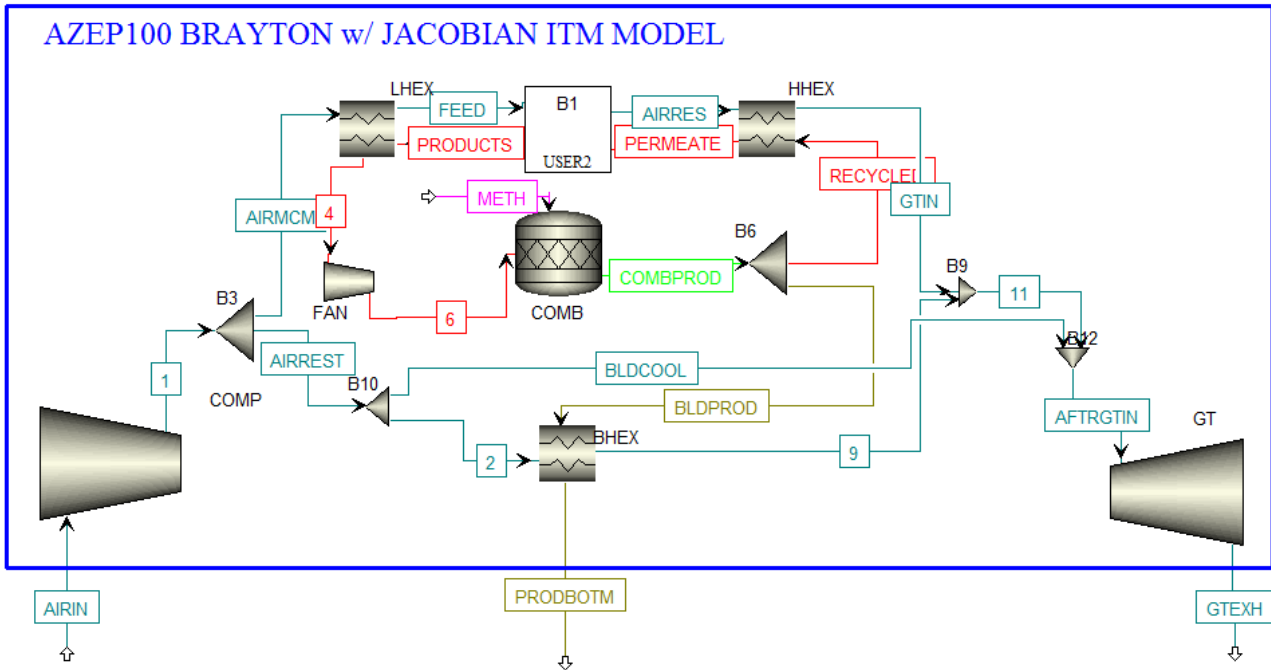 AZEP100 BRAYTON w/ JACOBIAN ITM MODEL
LHEX
FEED
B1
USER2
AIRRES
HHEX
PRODUCTS
PERMEATE
RECYCLED
METH
AIRMCM
4
GTIN
B6
B3
COMBPROD
B9
11
FAN
6
COMB
B12
AIRREST
1
COMP
B10
BLDCOOL
BLDPROD
AFTRGTIN
GT
2
BHEX
9
AIRIN
PRODBOTM
GTEXH